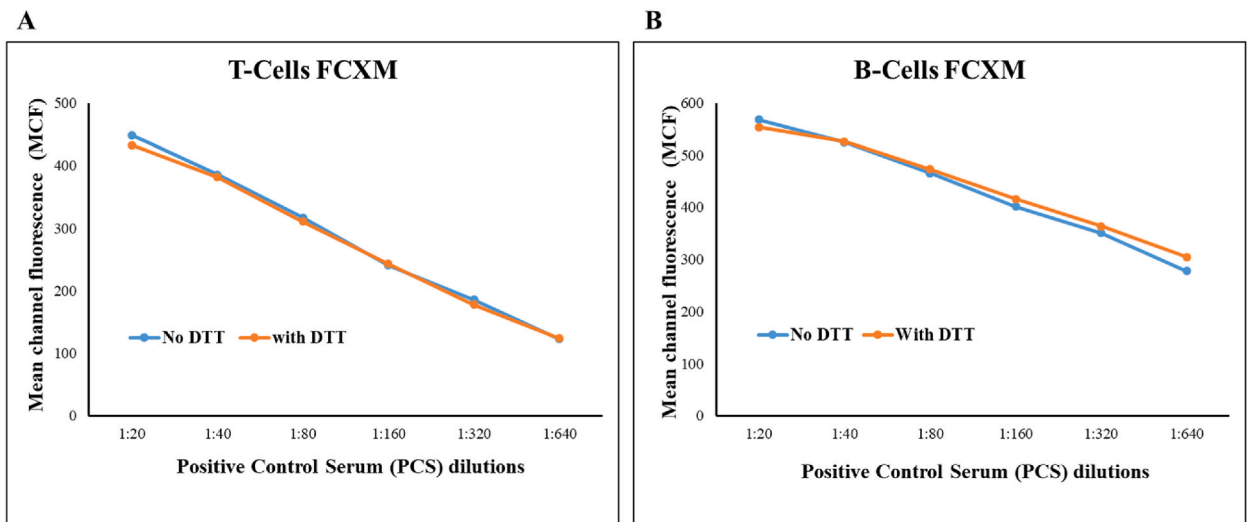 A
T-Cells FCXM
Mean channel fluorescence (MCF)
500
400
300
200
100
0
No DTT
with DTT
1:20 1:40 1:80 1:160 1:320 1:640
Positive Control Serum (PCS) dilutions
B
B-Cells FCXM
Mean channel fluorescence (MCF)
600
500
400
300
200
100
0
No DTT
With DTT
1:20 1:40 1:80 1:160 1:320 1:640
Positive Control Serum (PCS) dilutions